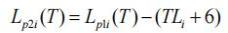 L_{p2i}(T) = L_{p1i}(T) − (TL_i + 6)